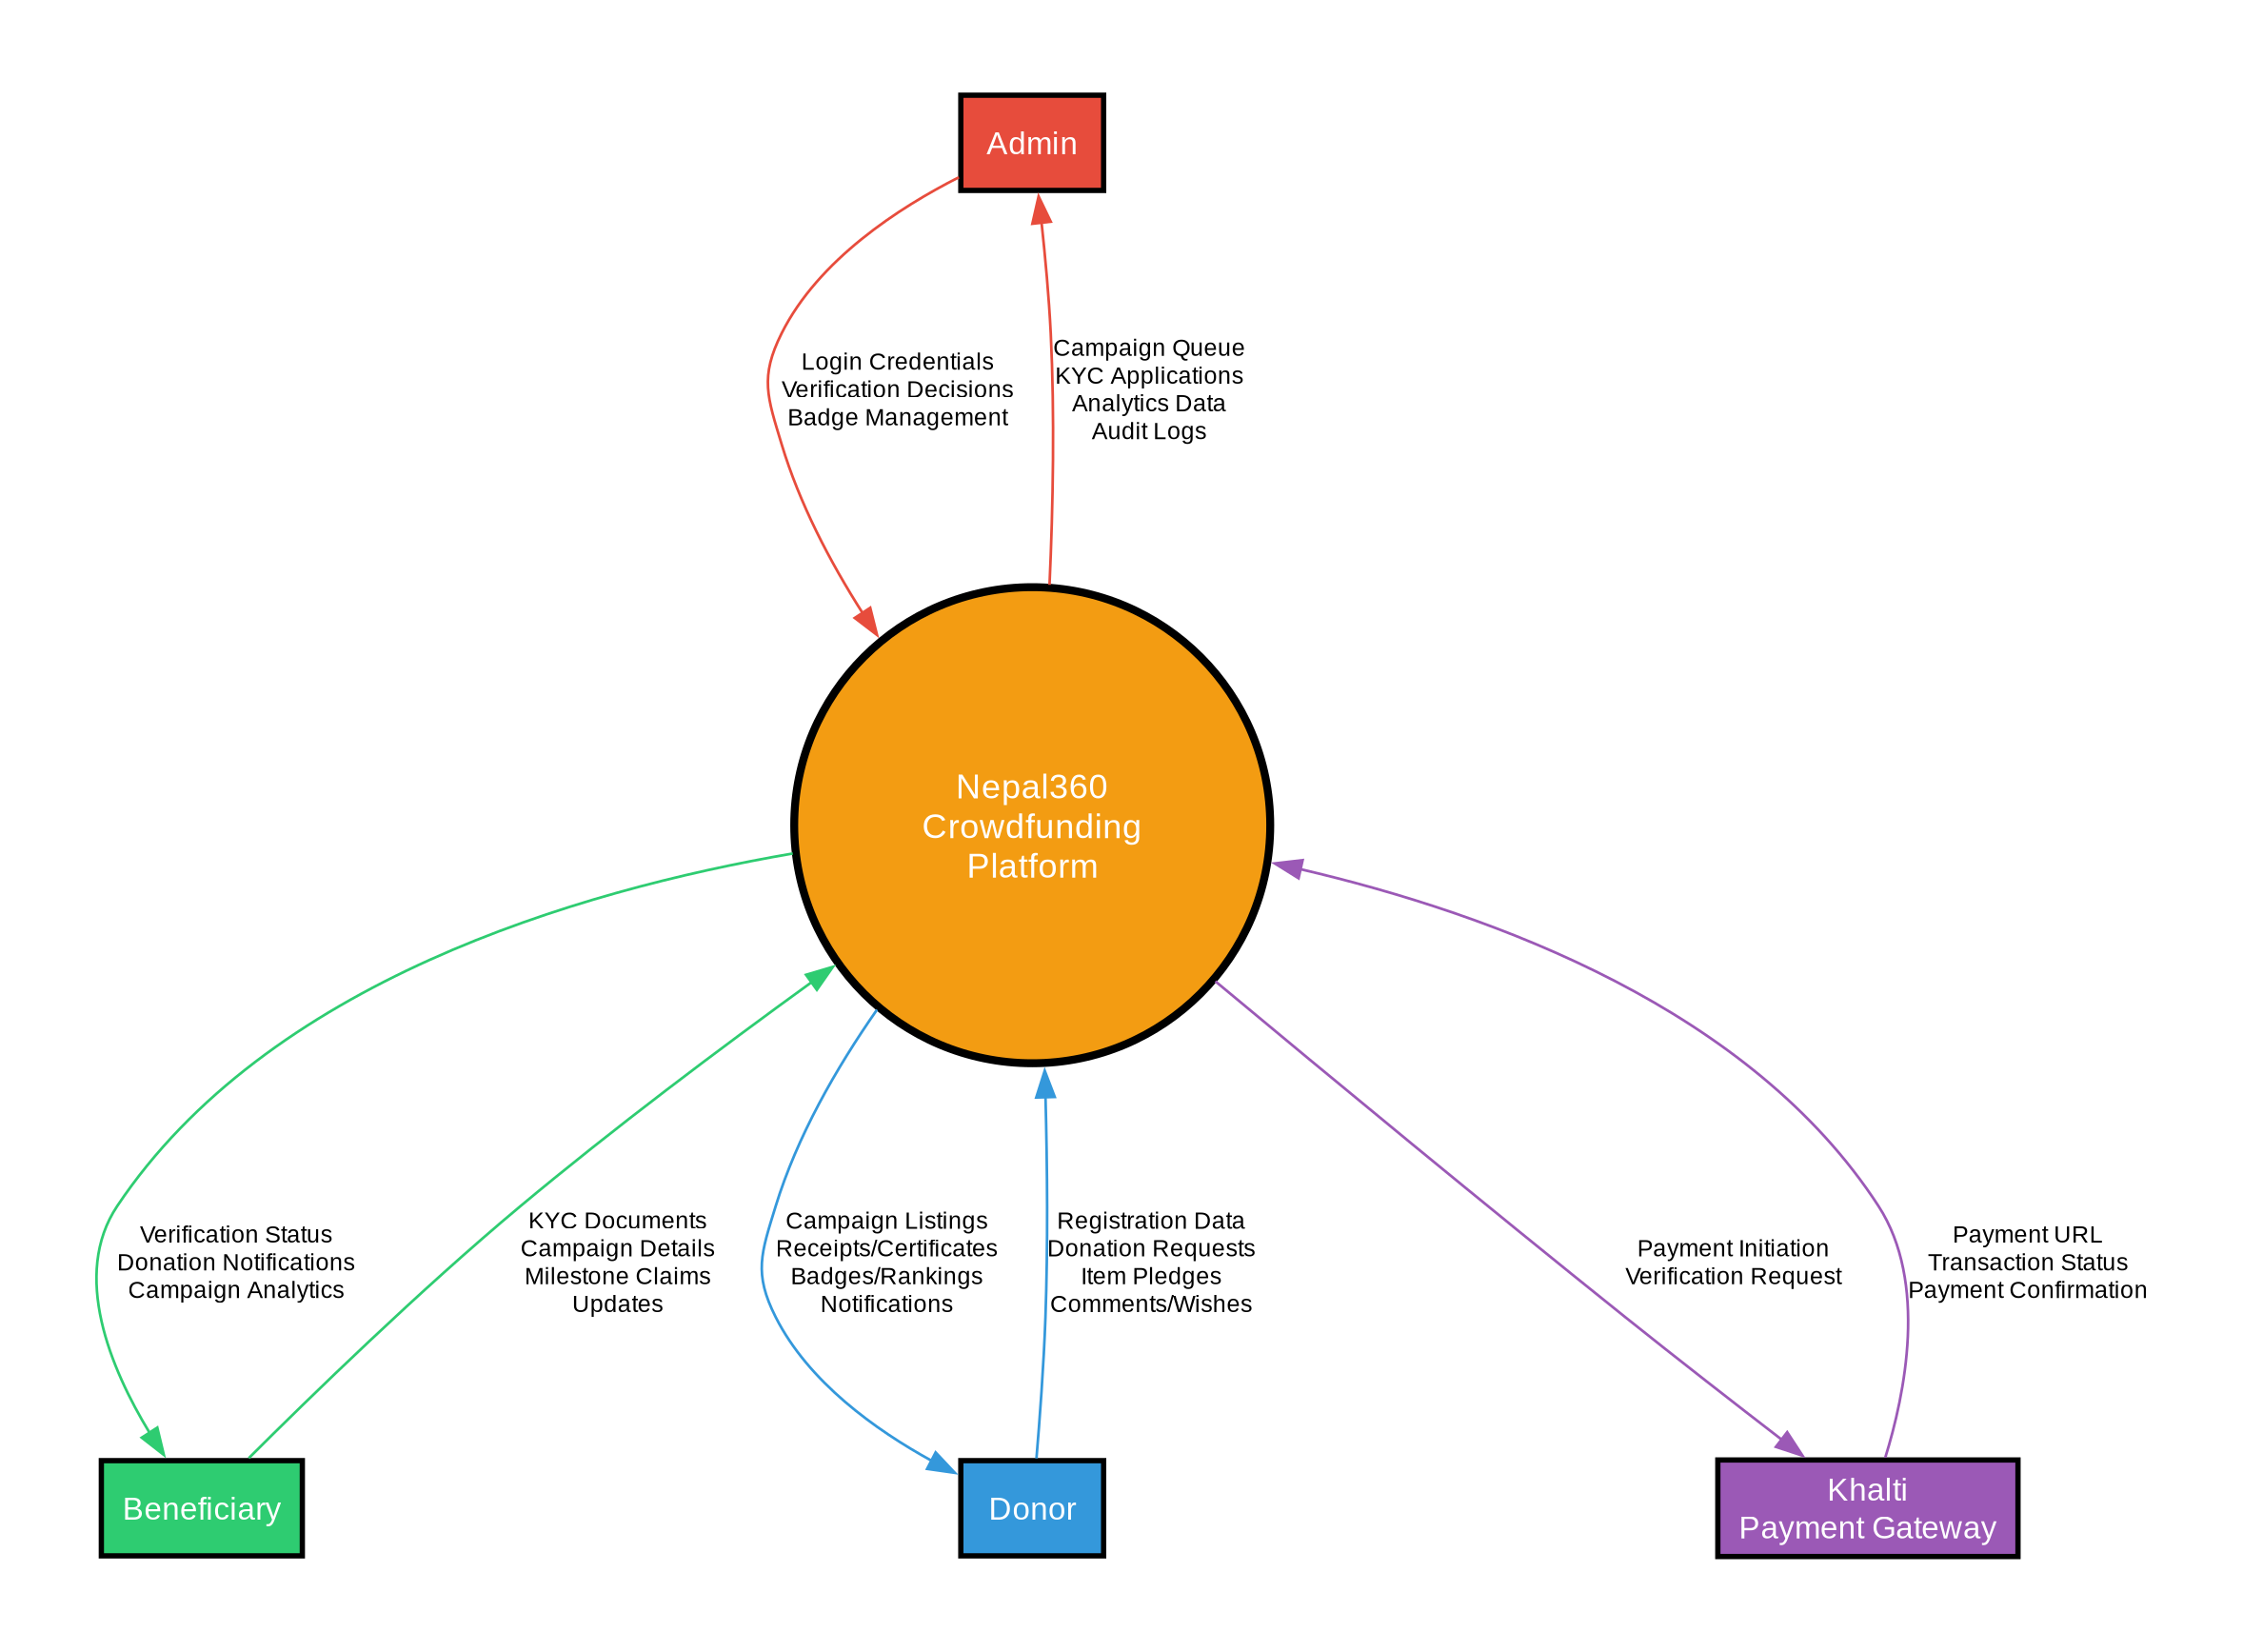 Admin
Login Credentials
Verification Decisions
Badge Management
Campaign Queue
KYC Applications
Analytics Data
Audit Logs
Nepal360
Crowdfunding
Platform
Verification Status
Donation Notifications
Campaign Analytics
KYC Documents
Campaign Details
Milestone Claims
Updates
Campaign Listings
Receipts/Certificates
Badges/Rankings
Notifications
Registration Data
Donation Requests
Item Pledges
Comments/Wishes
Payment Initiation
Verification Request
Payment URL
Transaction Status
Payment Confirmation
Beneficiary
Donor
Khalti
Payment Gateway